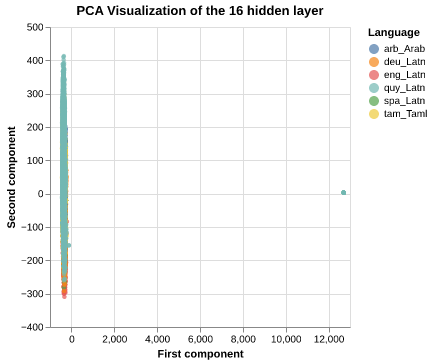 PCA Visualization of the 16 hidden layer
Language
arb_Arab
deu_Latn
eng_Latn
quy_Latn
spa_Latn
tam_Taml
Second component
500
400
300
200
100
0
−100
−200
−300
−400
0
2,000
4,000
6,000
8,000
10,000
12,000
First component